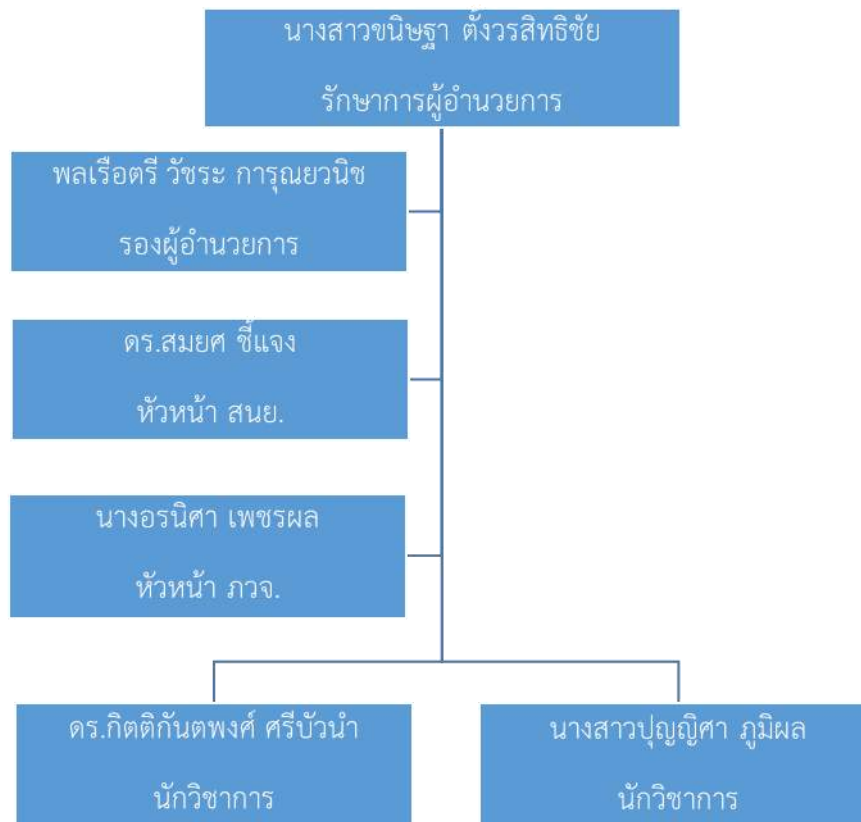 นางสาวขนิษฐา ตั้งวรสิทธิชัย
รักษาการผู้อำนวยการ
พลเรือตรี วัชระ การุณยวนิช
รองผู้อำนวยการ
ดร.สมยศ ชี้แจง
หัวหน้า สนย.
นางอรนิศา เพชรผล
หัวหน้า ภวจ.
ดร.กิตติกันตพงศ์ ศรีบัวนำ
นักวิชาการ
นางสาวปุญญิศา ภูมิผล
นักวิชาการ